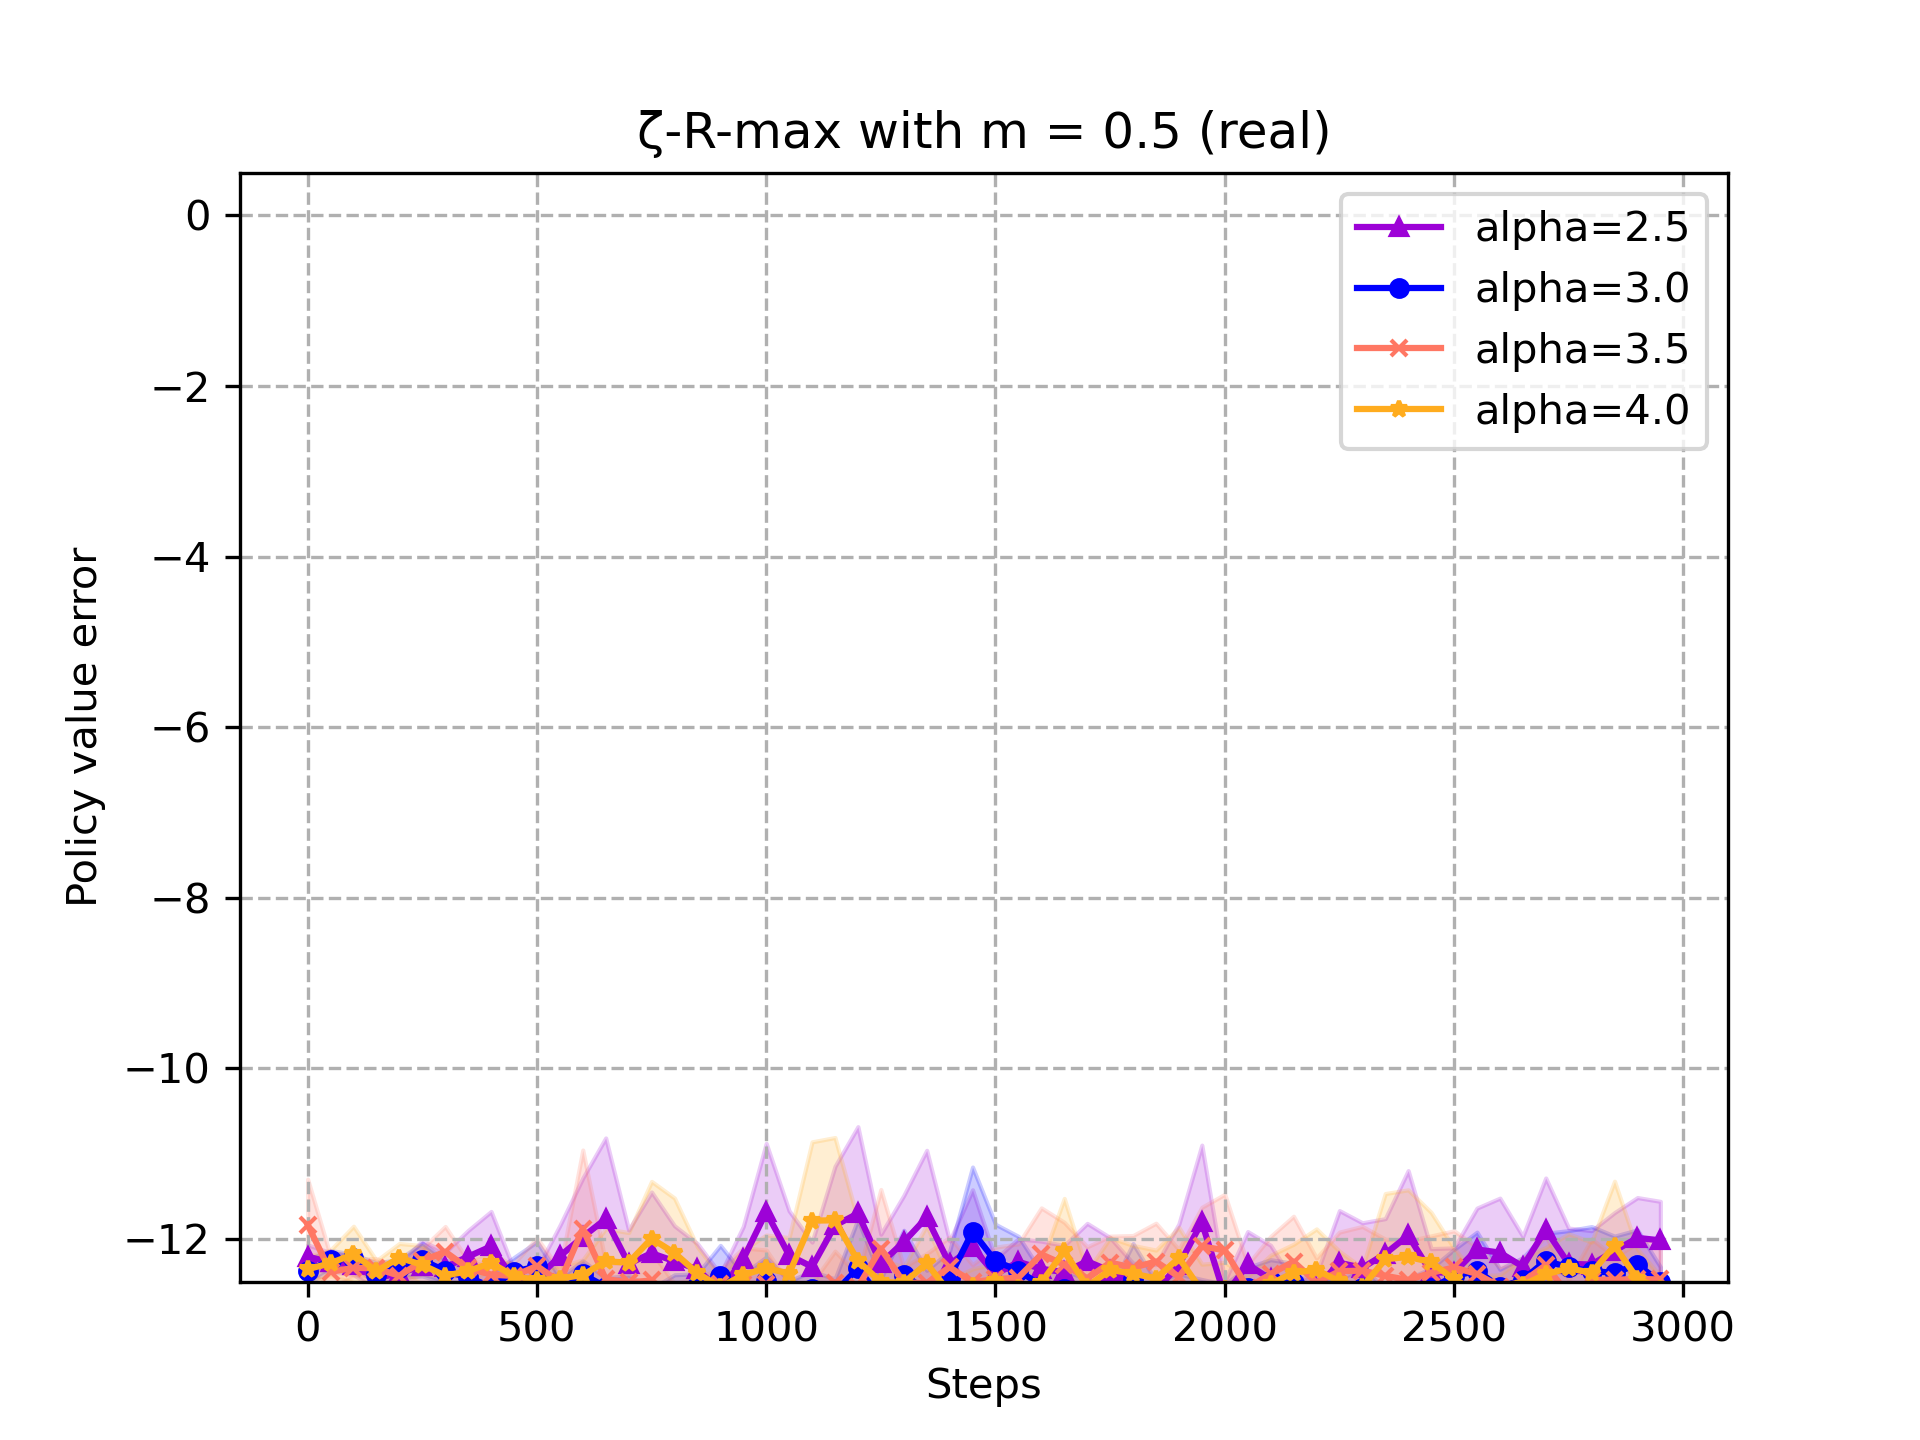 ζ-R-max with m = 0.5 (real)
alpha=2.5
alpha=3.0
alpha=3.5
alpha=4.0
0
−2
−4
−6
−8
−10
−12
Policy value error
0 500 1000 1500 2000 2500 3000
Steps